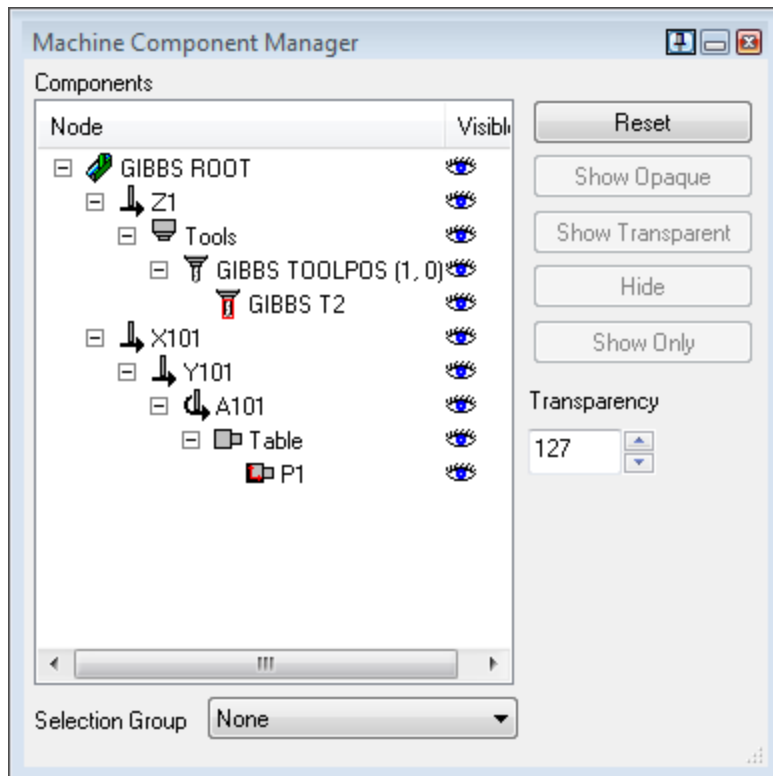 Machine Component Manager
Components
Node Visibl
GIBBS ROOT
Z1
Tools
GIBBS TOOLPOS (1, 0)
GIBBS T2
X101
Y101
A101
Table
P1
Reset
Show Opaque
Show Transparent
Hide
Show Only
Transparency
127
Selection Group None